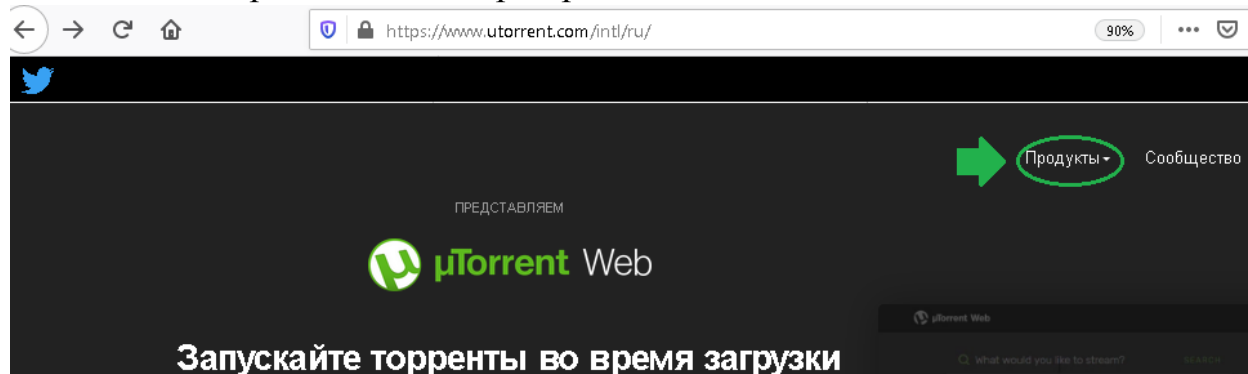 https://www.utorrent.com/intl/ru/
90%
Продукты
Сообщество
ПРЕДСТАВЛЯЕМ
µTorrent Web
Запускайте торренты во время загрузки
µTorrent Web
What would you like to stream?
SEARCH